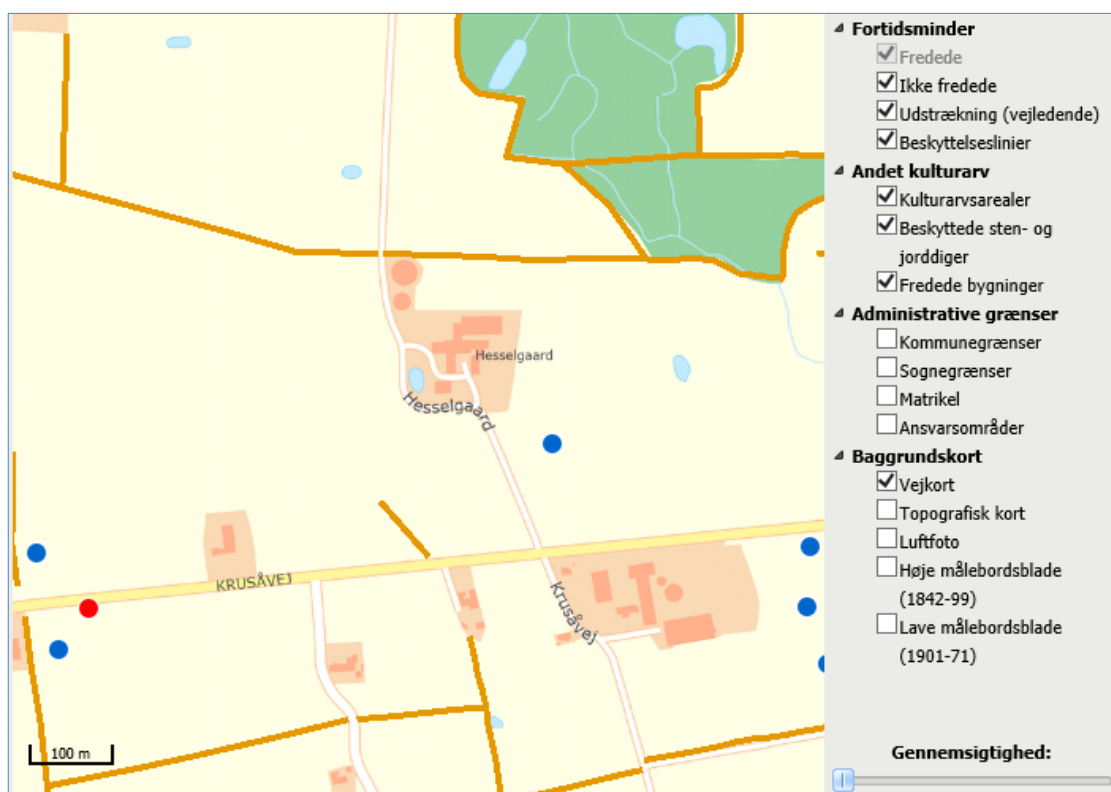 Hesselgaard
Hesselgaard
KRUSÅVEJ
Krusåvej
100 m
Fortidsminder
Fredede
Ikke fredede
Udstrækning (vejledende)
Beskyttelseslinier
Andet kulturarv
Kulturarvsarealer
Beskyttede sten- og
jorddiger
Fredede bygninger
Administrative grænser
Kommunegrænser
Sognegrænser
Matrikel
Ansvarsområder
Baggrundskort
Vejkort
Topografisk kort
Luftfoto
Høje målebordsblade
(1842-99)
Lave målebordsblade
(1901-71)
Gennemsigtighed: